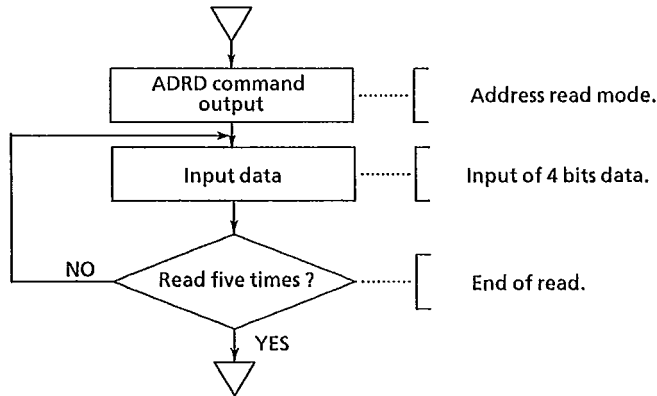 ADRD command
output
Address read mode.
Input data
Input of 4 bits data.
Read five times ?
End of read.
NO
YES